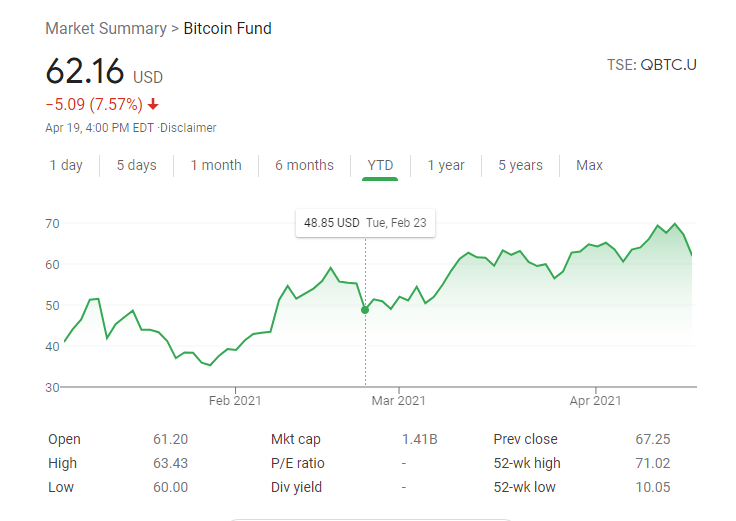 Market Summary > Bitcoin Fund
62.16 USD
TSE: QBTC.U
−5.09 (7.57%)
Apr 19, 4:00 PM EDT ·Disclaimer
1 day 5 days 1 month 6 months YTD 1 year 5 years Max
48.85 USD Tue, Feb 23
70
60
50
40
30
Feb 2021 Mar 2021 Apr 2021
Open 61.20 Mkt cap 1.41B Prev close 67.25
High 63.43 P/E ratio - 52-wk high 71.02
Low 60.00 Div yield - 52-wk low 10.05